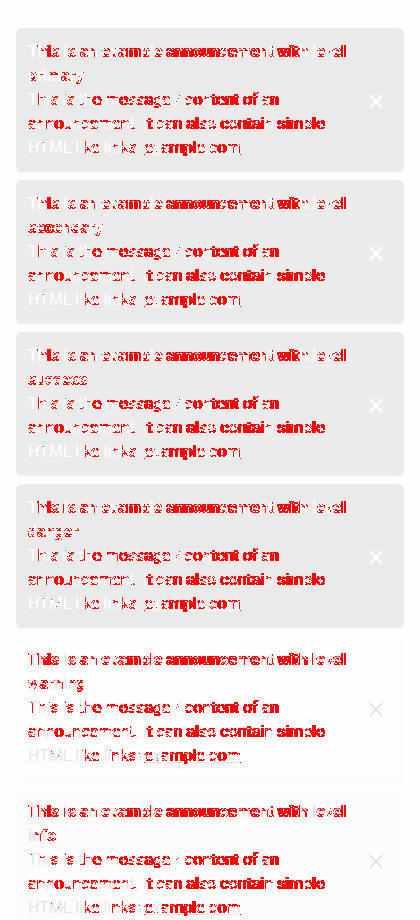 This is an example announcement with level
primary
This is the message / content of an
announcement. It can also contain simple
HTML like links: example.com
This is an example announcement with level
secondary
This is the message / content of an
announcement. It can also contain simple
HTML like links: example.com
This is an example announcement with level
success
This is the message / content of an
announcement. It can also contain simple
HTML like links: example.com
This is an example announcement with level
danger
This is the message / content of an
announcement. It can also contain simple
HTML like links: example.com
This is an example announcement with level
warning
This is the message / content of an
announcement. It can also contain simple
HTML like links: example.com
This is an example announcement with level
info
This is the message / content of an
announcement. It can also contain simple
HTML like links: example.com